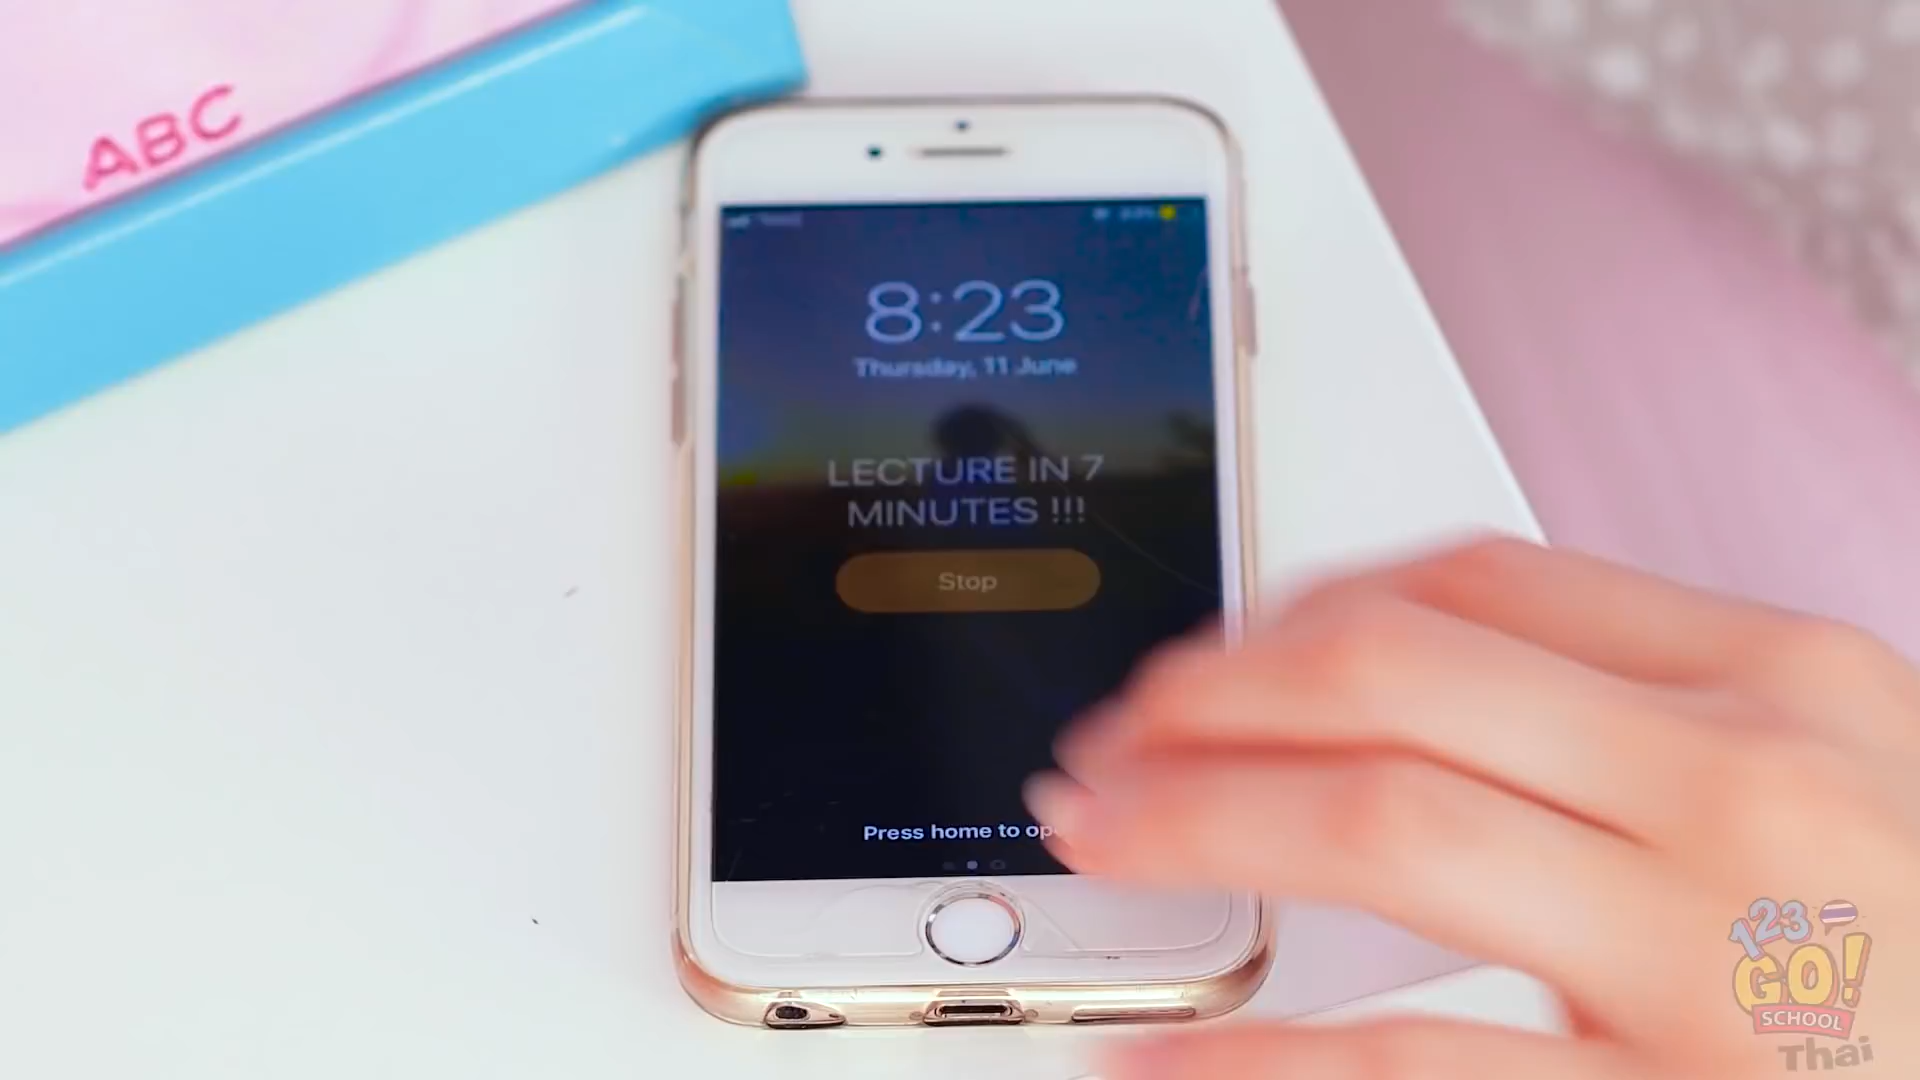 ABC
8:23
Thursday, 11 June
LECTURE IN 7
MINUTES !!!
Stop
Press home to op
123
GO!
SCHOOL
Thai